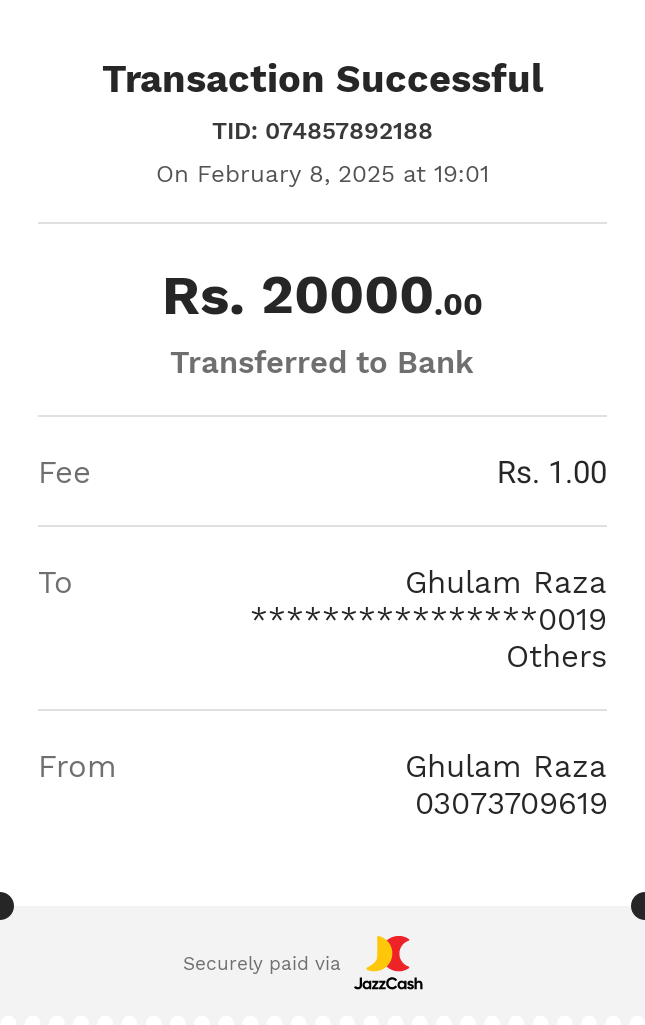 Transaction Successful
TID: 074857892188
On February 8, 2025 at 19:01
Rs. 20000.00
Transferred to Bank
Fee Rs. 1.00
To Ghulam Raza
****************0019
Others
From Ghulam Raza
03073709619
Securely paid via JazzCash